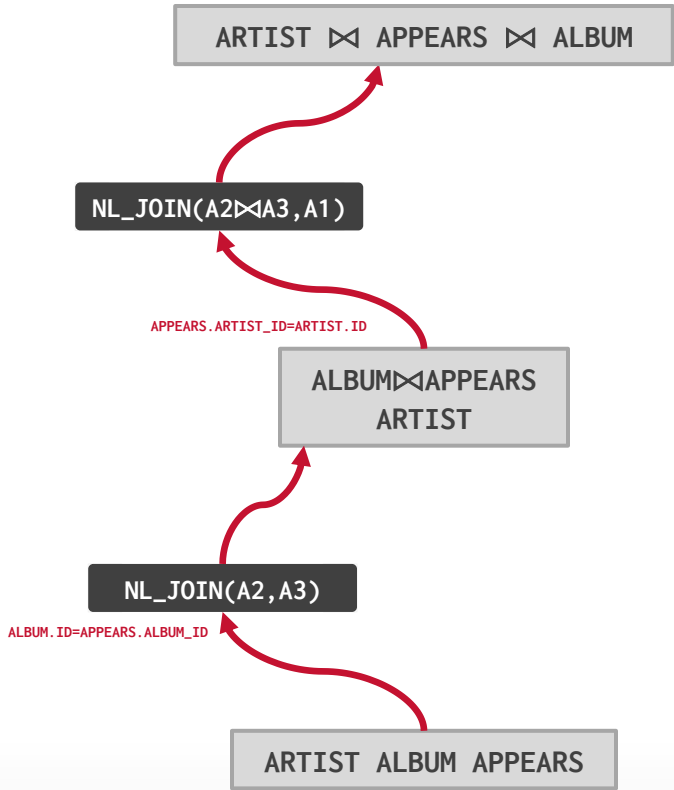 ARTIST ⨝ APPEARS ⨝ ALBUM
NL_JOIN(A2⨝A3,A1)
APPEARS.ARTIST_ID=ARTIST.ID
ALBUM⨝APPEARS
ARTIST
NL_JOIN(A2,A3)
ALBUM.ID=APPEARS.ALBUM_ID
ARTIST ALBUM APPEARS